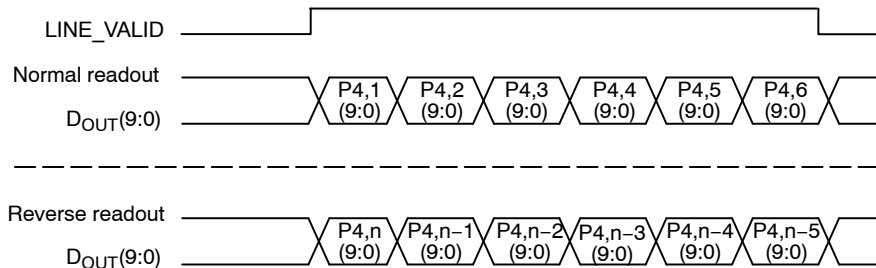 LINE_VALID
Normal readout
P4,1 P4,2 P4,3 P4,4 P4,5 P4,6
(9:0) (9:0) (9:0) (9:0) (9:0) (9:0)
DOUT(9:0)
Reverse readout
P4,n P4,n−1 P4,n−2 P4,n−3 P4,n−4 P4,n−5
(9:0) (9:0) (9:0) (9:0) (9:0) (9:0)
DOUT(9:0)